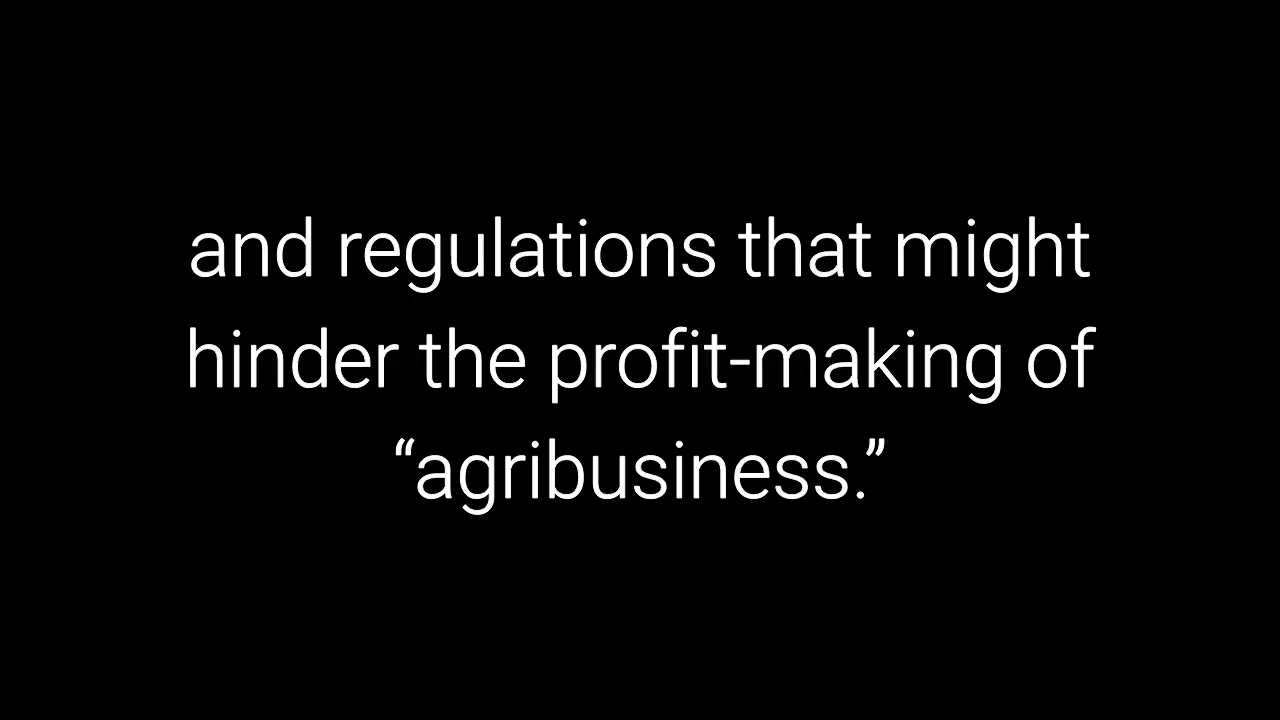 and regulations that might
hinder the profit-making of
“agribusiness.”